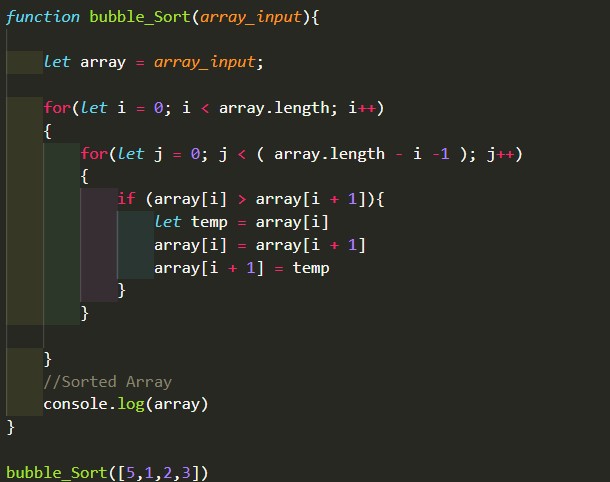 function bubble_Sort(array_input){
let array = array_input;
for(let i = 0; i < array.length; i++)
{
for(let j = 0; j < ( array.length - i -1 ); j++)
{
if (array[i] > array[i + 1]){
let temp = array[i]
array[i] = array[i + 1]
array[i + 1] = temp
}
}
}
//Sorted Array
console.log(array)
}
bubble_Sort([5,1,2,3])